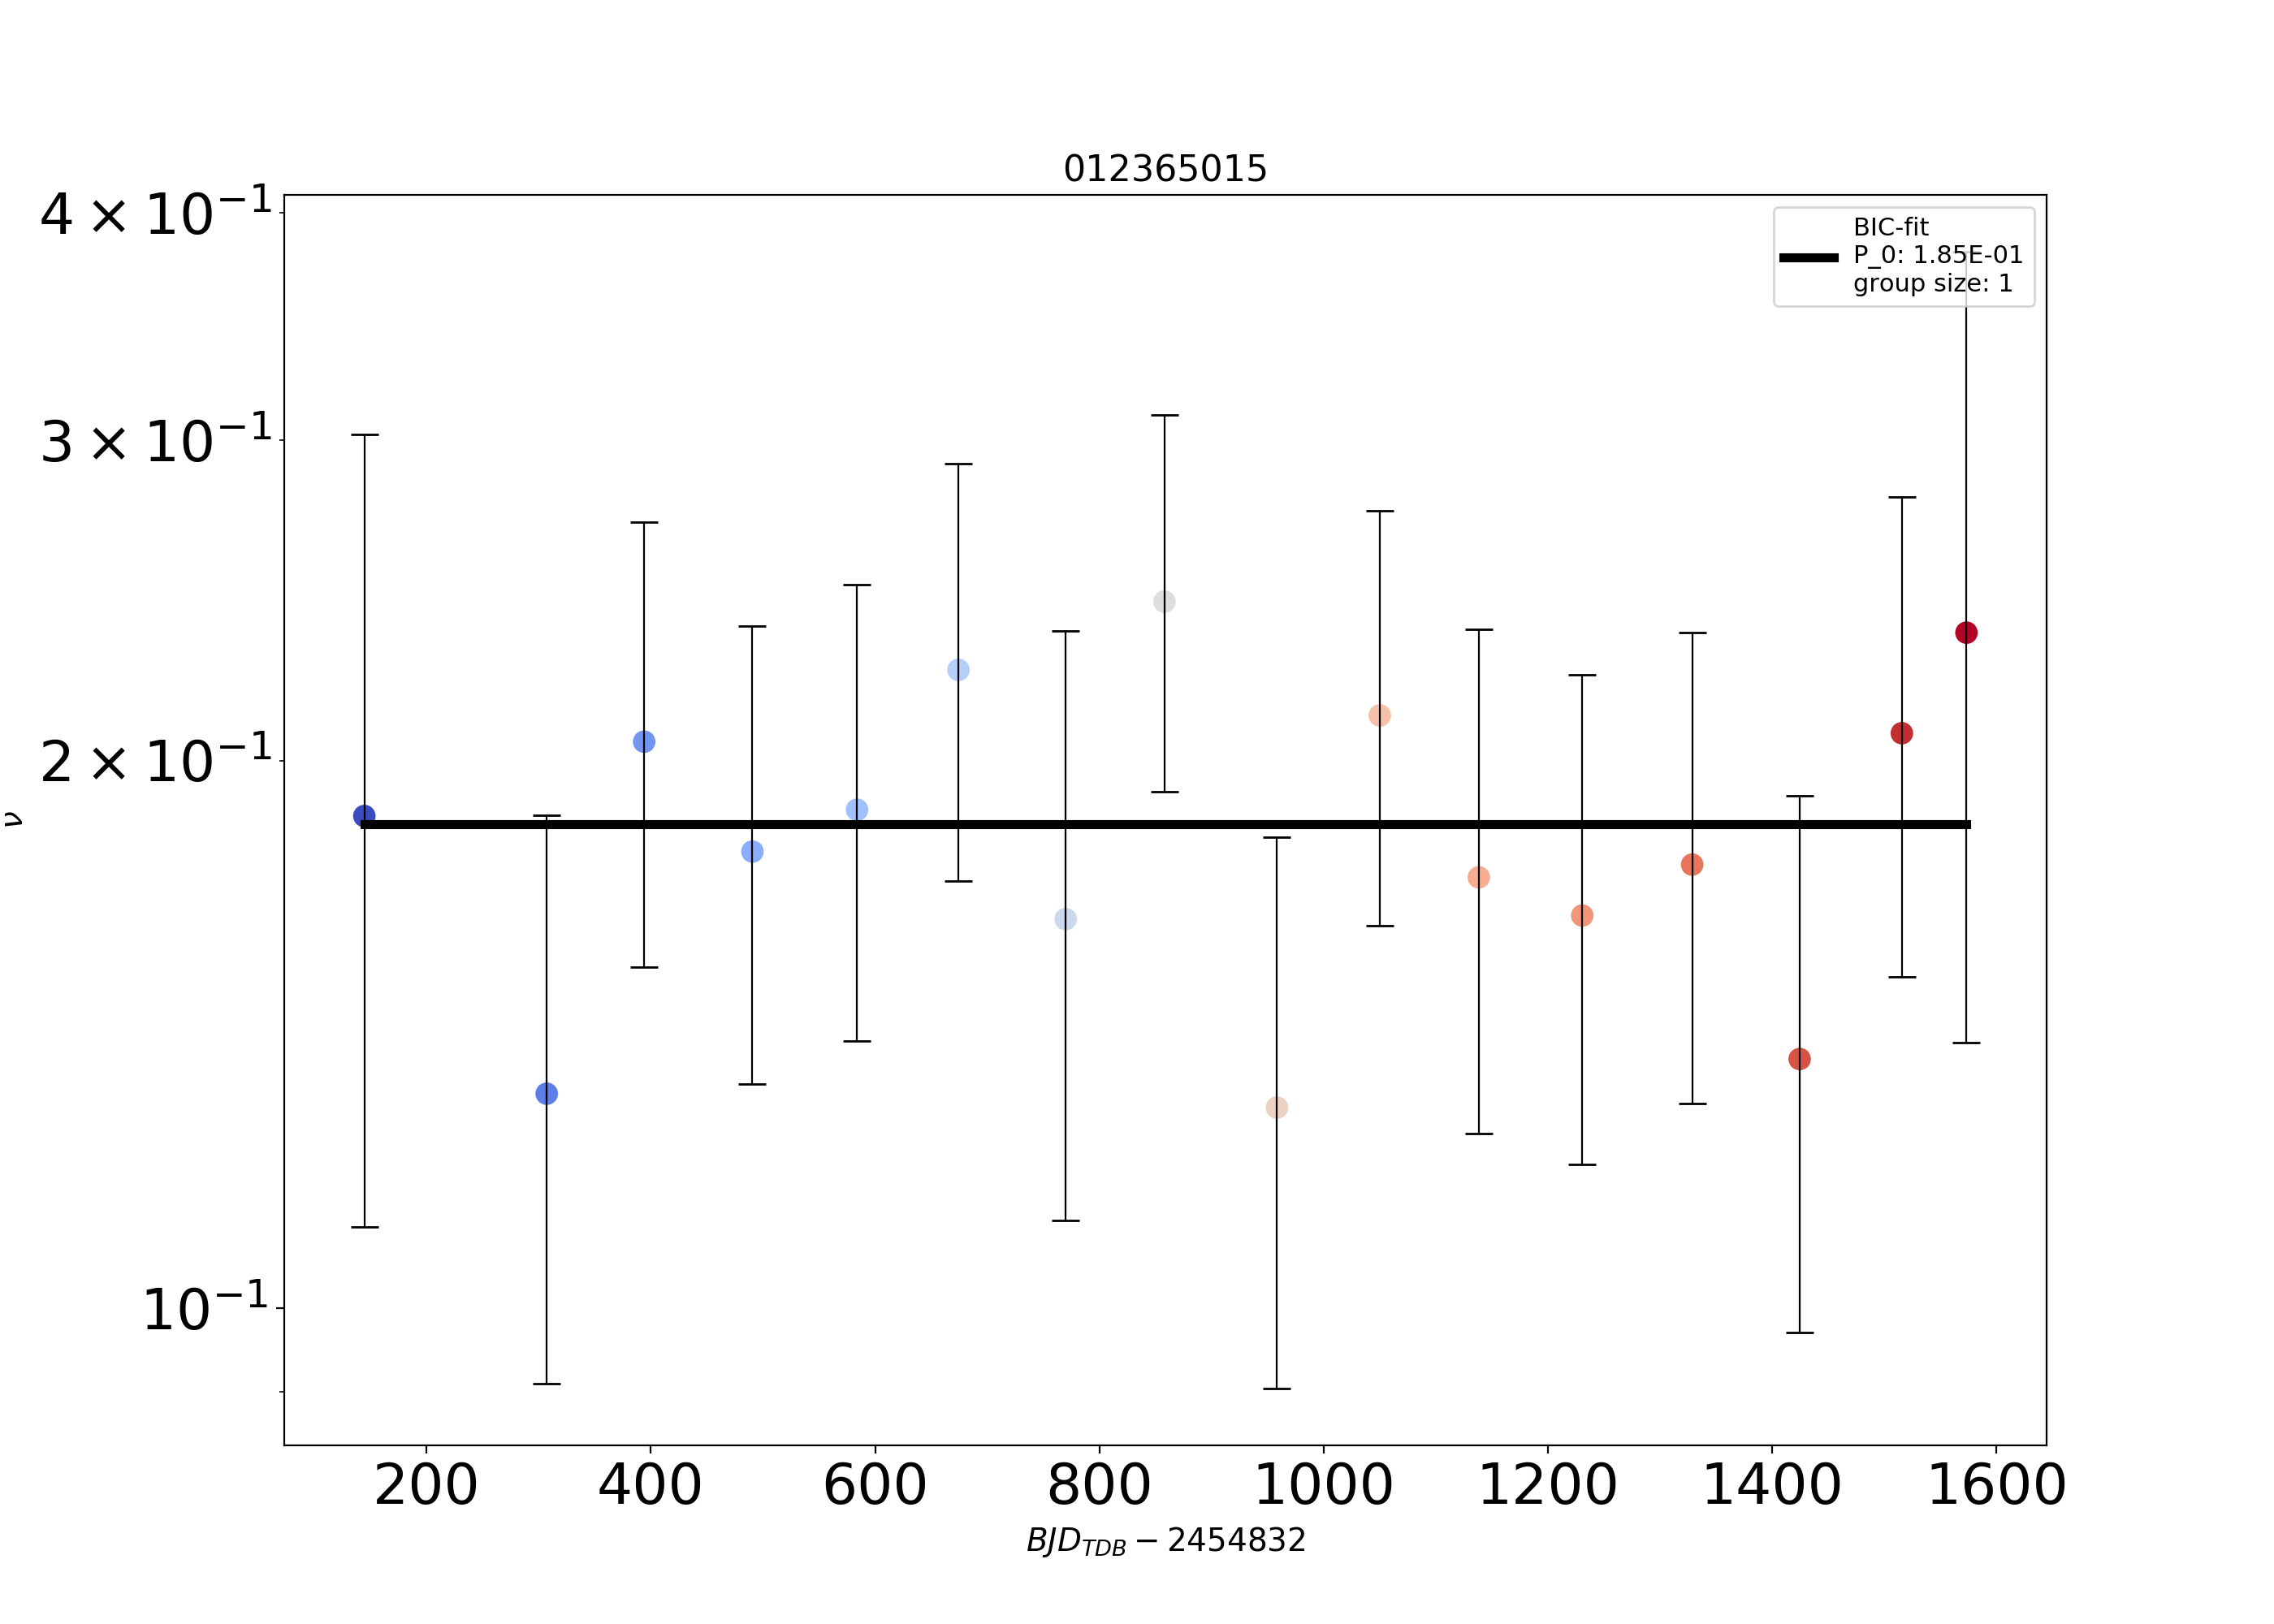 012365015
4 × 10⁻¹
3 × 10⁻¹
2 × 10⁻¹
10⁻¹
ν
BIC-fit
P_0: 1.85E-01
group size: 1
200 400 600 800 1000 1200 1400 1600
BJD_TDB − 2454832